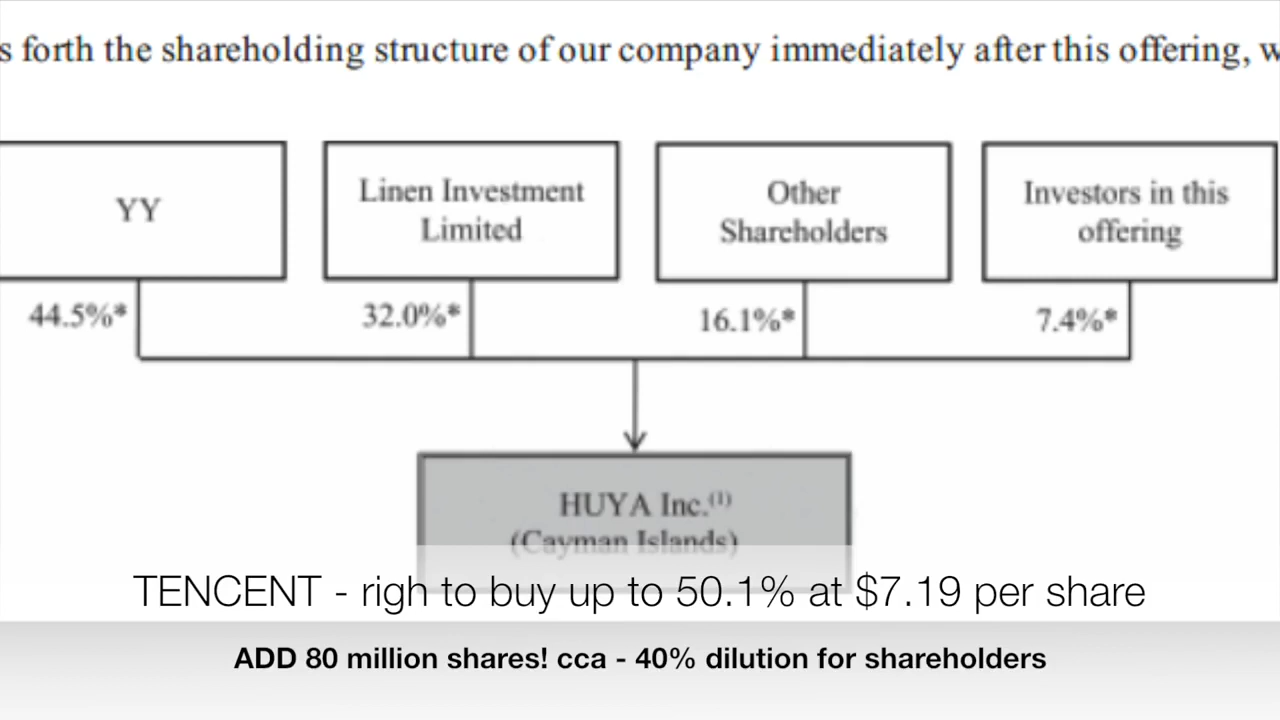 s forth the shareholding structure of our company immediately after this offering, w
YY
Linen Investment
Limited
Other
Shareholders
Investors in this
offering
44.5%*
32.0%*
16.1%*
7.4%*
HUYA Inc.(1)
(Cayman Islands)
TENCENT - righ to buy up to 50.1% at $7.19 per share
ADD 80 million shares! cca - 40% dilution for shareholders